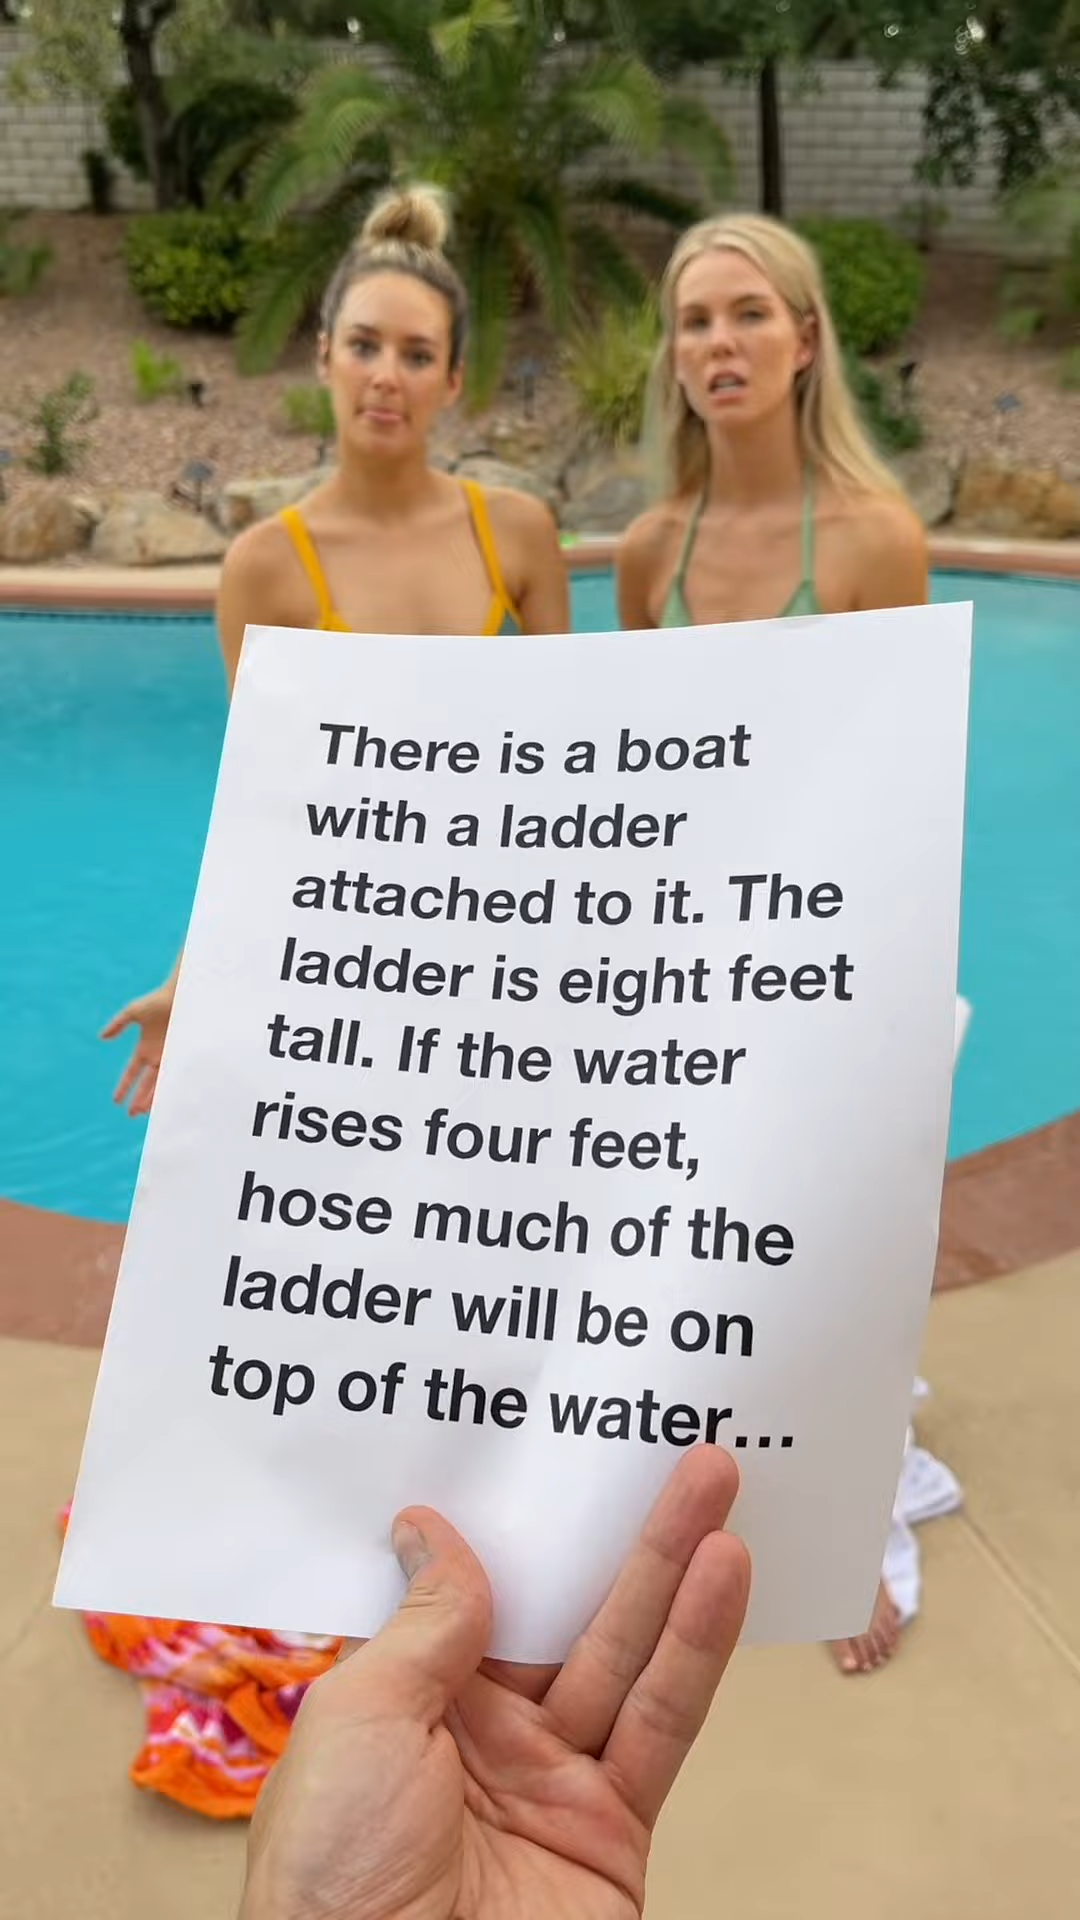 There is a boat
with a ladder
attached to it. The
ladder is eight feet
tall. If the water
rises four feet,
hose much of the
ladder will be on
top of the water...